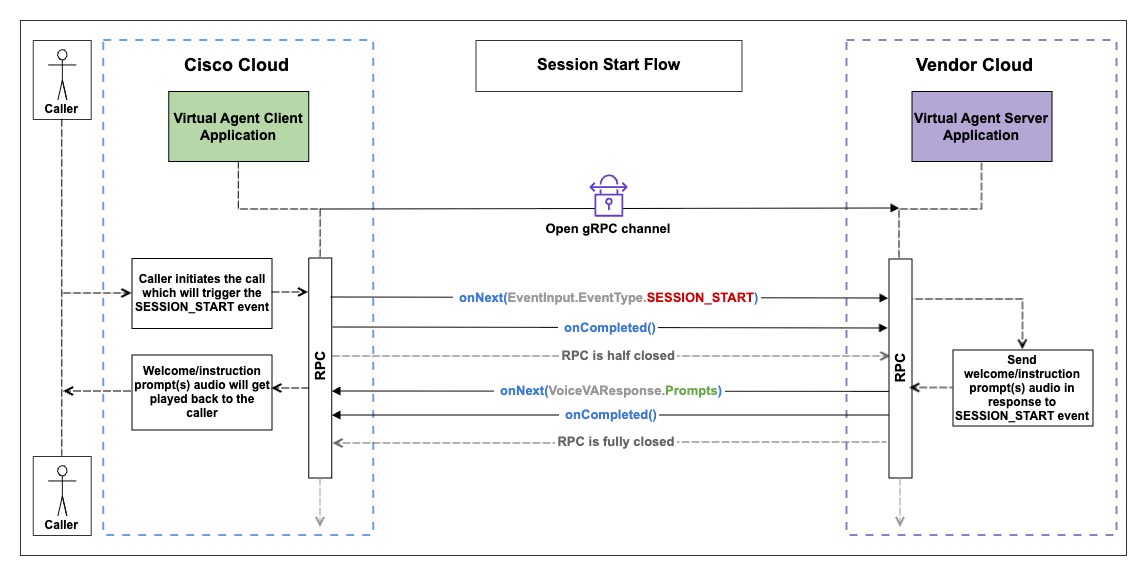 Caller
Cisco Cloud
Session Start Flow
Vendor Cloud
Virtual Agent Client
Application
Virtual Agent Server
Application
Open gRPC channel
Caller initiates the call
which will trigger the
SESSION_START event
RPC
onNext(EventInput.EventType.SESSION_START)
onCompleted()
RPC is half closed
RPC
Send
welcome/instruction
prompt(s) audio in
response to
SESSION_START event
Welcome/instruction
prompt(s) audio will get
played back to the
caller
onNext(VoiceVAResponse.Prompts)
onCompleted()
RPC is fully closed
Caller